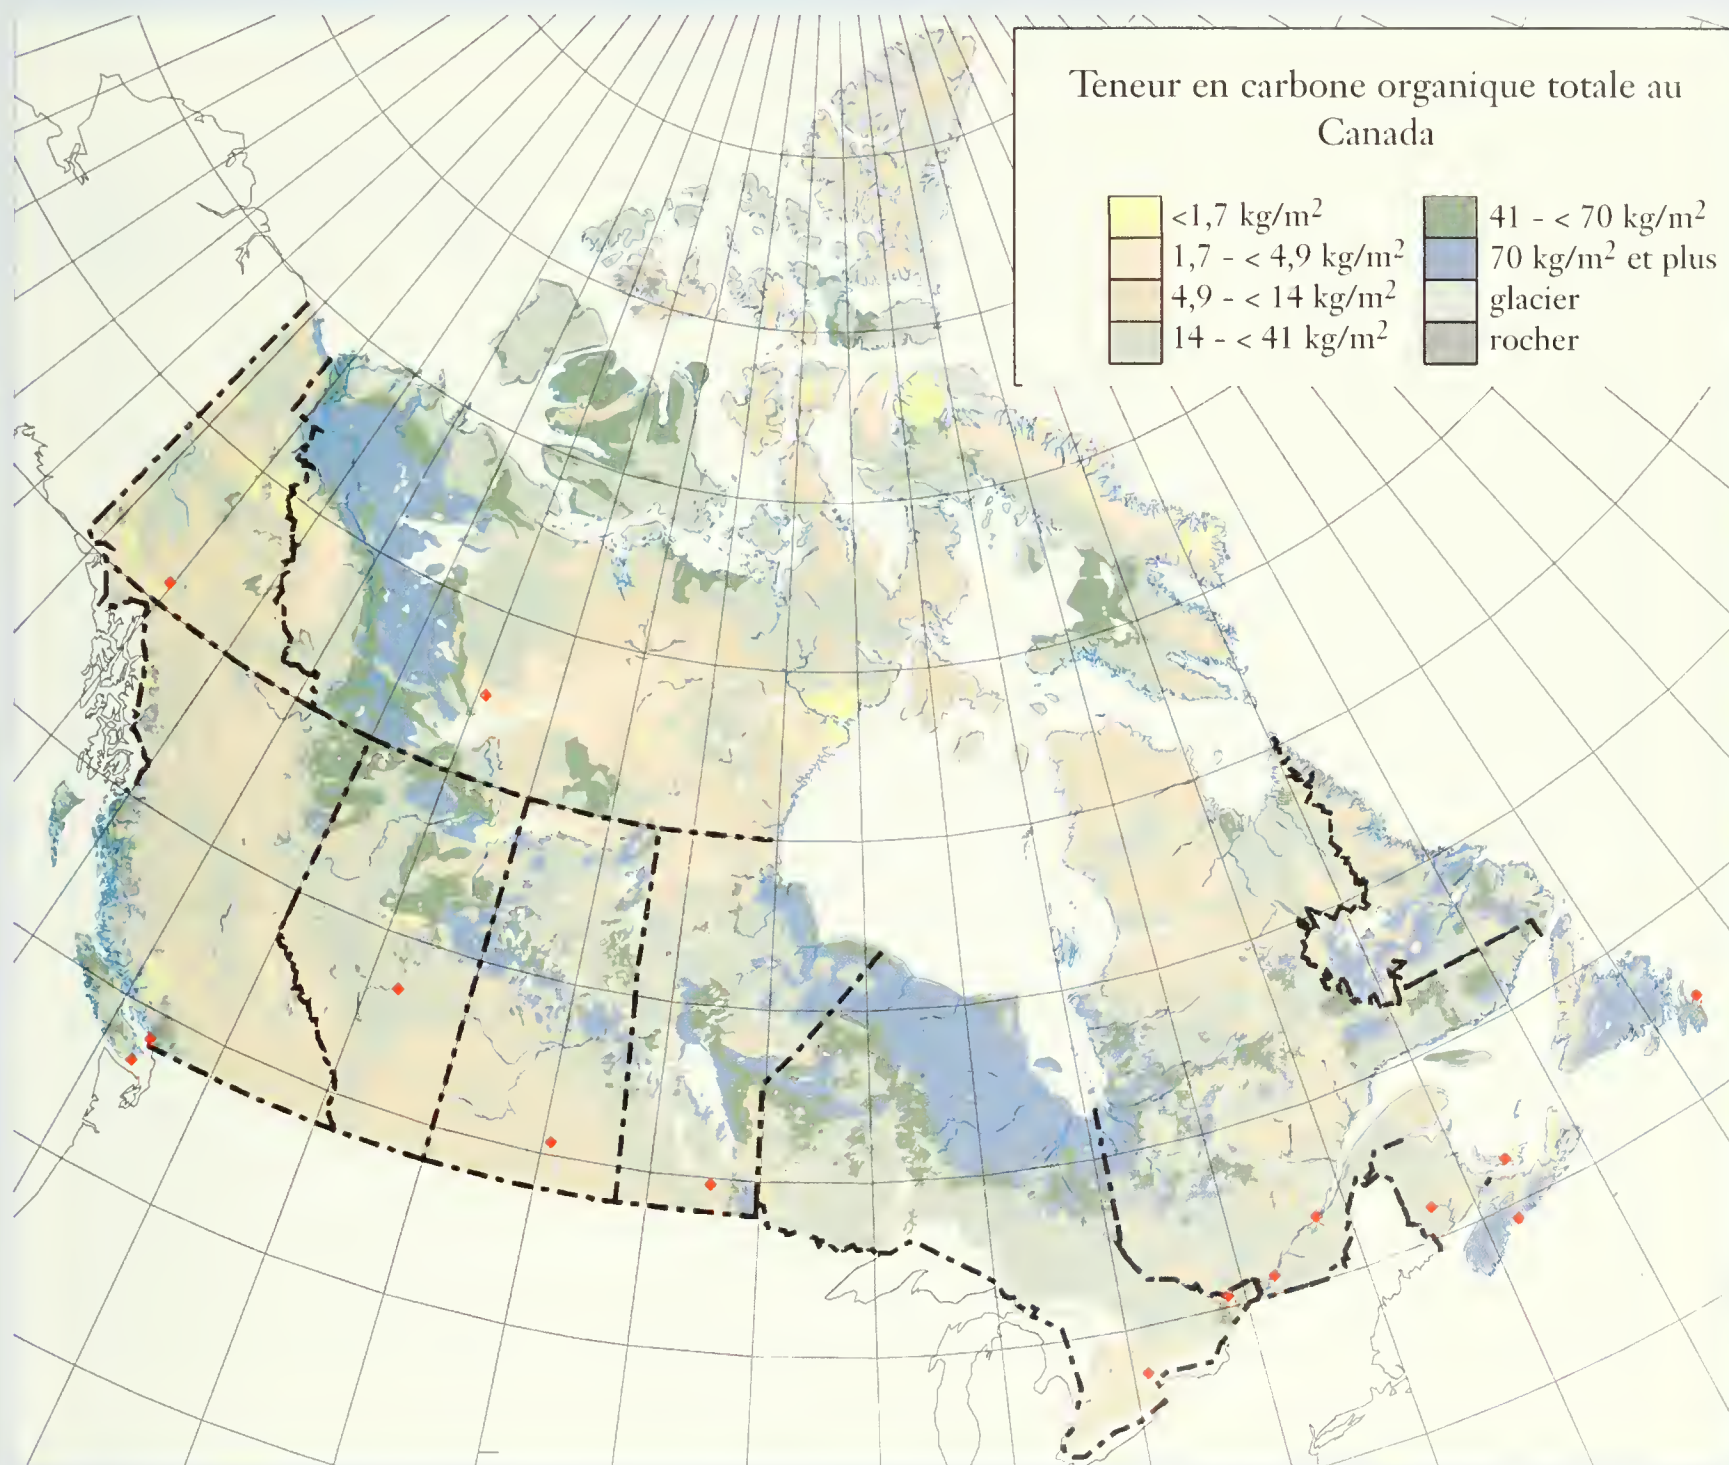 Teneur en carbone organique totale au
Canada
<1,7 kg/m²
1,7 - < 4,9 kg/m²
4,9 - < 14 kg/m²
14 - < 41 kg/m²
41 - < 70 kg/m²
70 kg/m² et plus
glacier
rocher